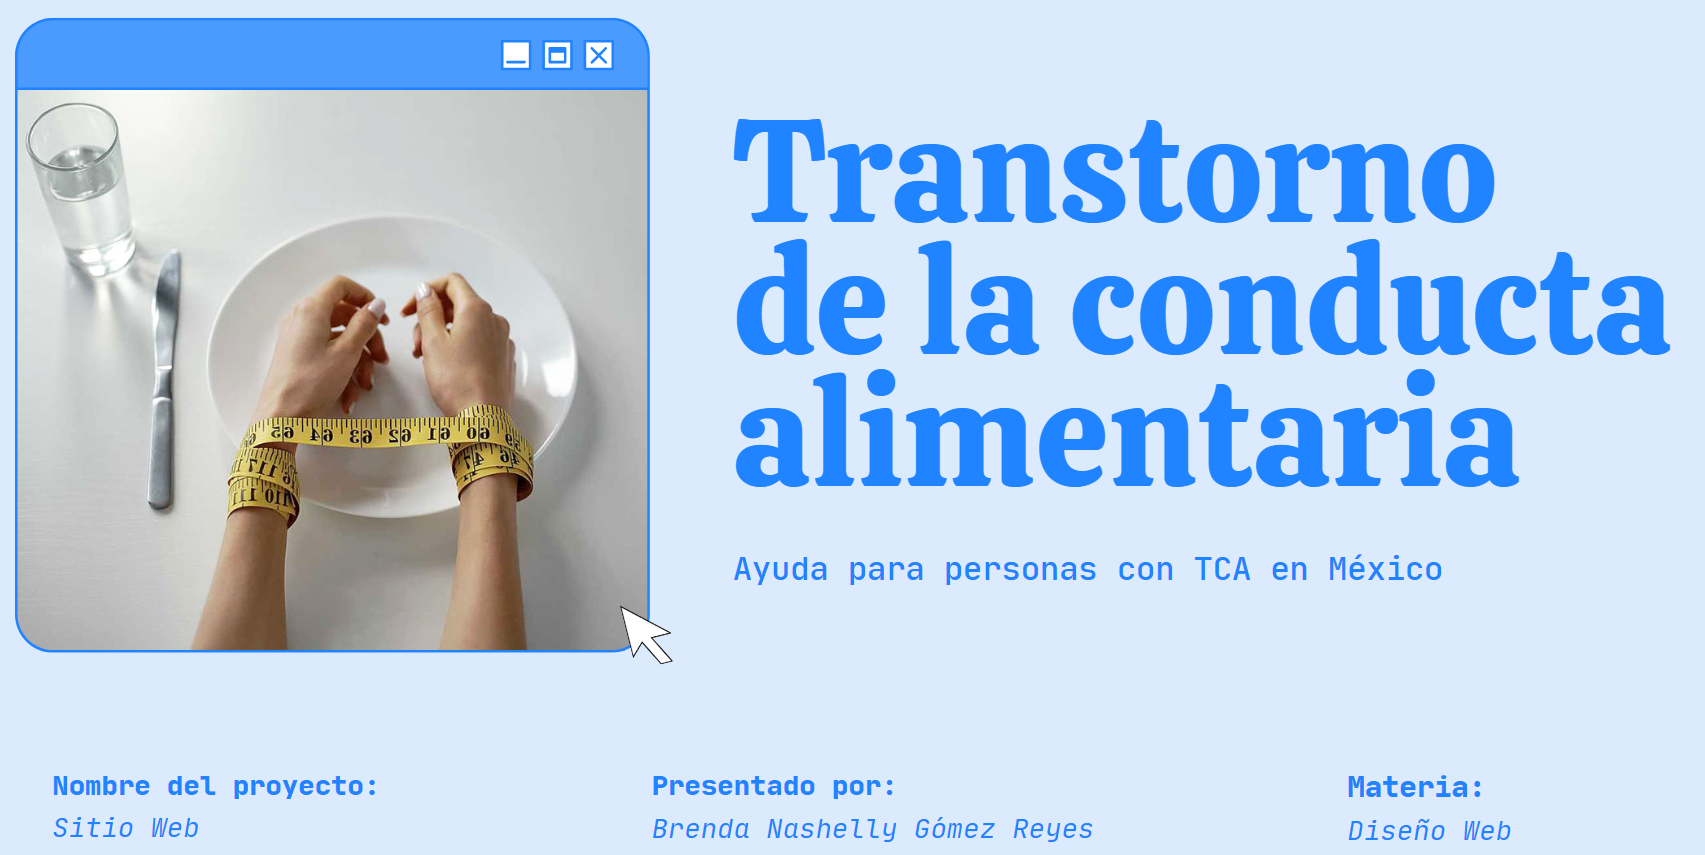 Transtorno
de la conducta
alimentaria
Ayuda para personas con TCA en México
Nombre del proyecto:
Sitio Web
Presentado por:
Brenda Nashelly Gómez Reyes
Materia:
Diseño Web